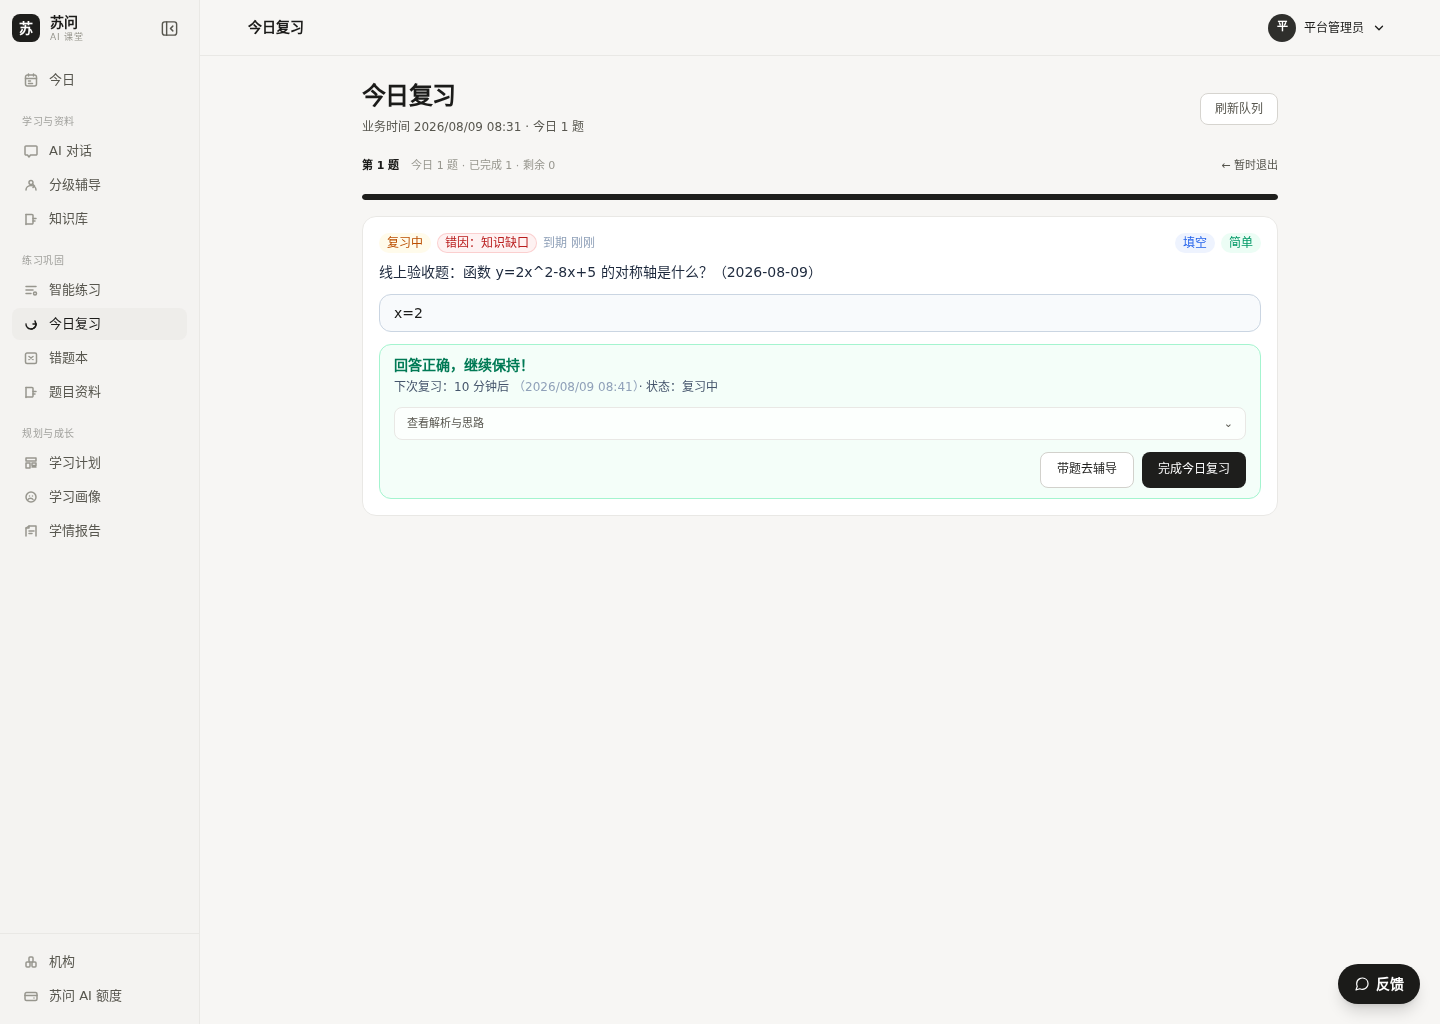 苏
苏问
AI 课堂
今日
学习与资料
AI 对话
分级辅导
知识库
练习巩固
智能练习
今日复习
错题本
题目资料
规划与成长
学习计划
学习画像
学情报告
机构
苏问 AI 额度
今日复习
平
平台管理员
今日复习
业务时间 2026/08/09 08:31 · 今日 1 题
刷新队列
第 1 题 今日 1 题 · 已完成 1 · 剩余 0
← 暂时退出
复习中 错因：知识缺口 到期 刚刚
填空 简单
线上验收题：函数 y=2x^2-8x+5 的对称轴是什么？（2026-08-09）
x=2
回答正确，继续保持！
下次复习：10 分钟后 （2026/08/09 08:41）· 状态：复习中
查看解析与思路
带题去辅导
完成今日复习
反馈